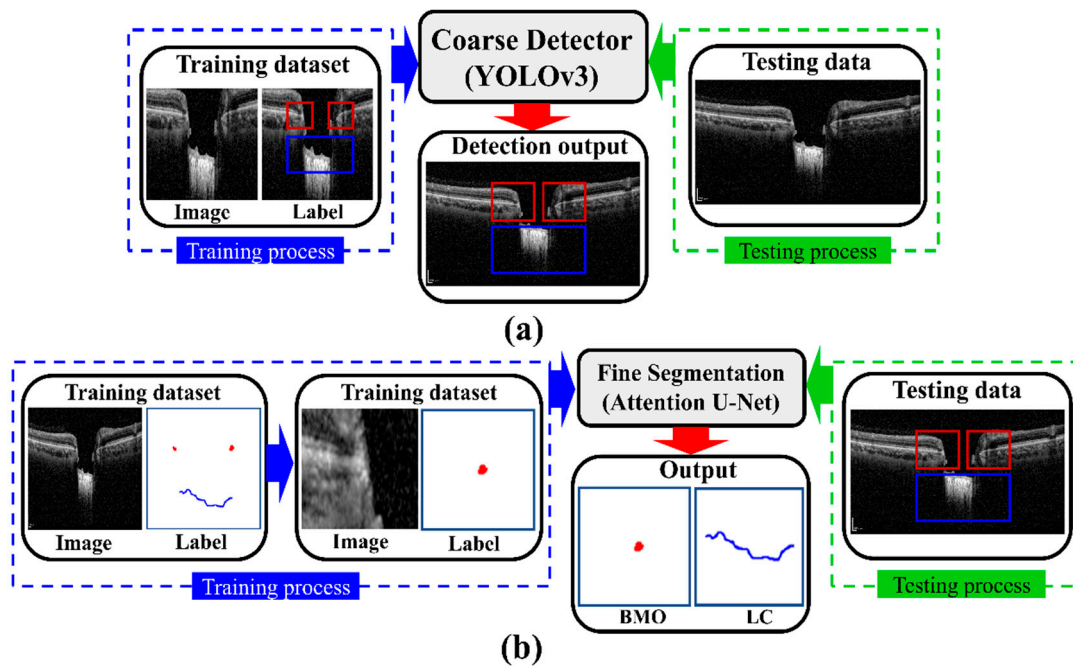 Training dataset
Image
Label
Training process
Coarse Detector
(YOLOv3)
Detection output
Testing data
Testing process
(a)
Training dataset
Image
Label
Training dataset
Image
Label
Training process
Fine Segmentation
(Attention U-Net)
Output
BMO
LC
Testing data
Testing process
(b)